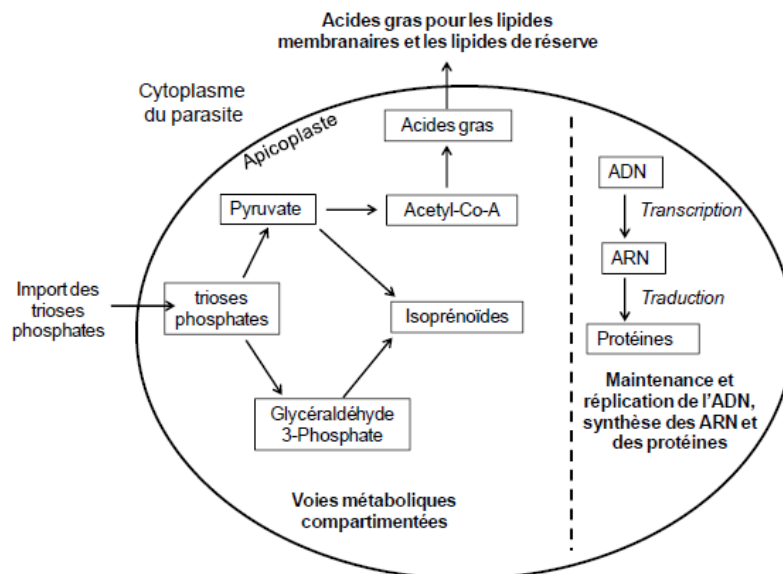 Acides gras pour les lipides
membranaires et les lipides de réserve
Cytoplasme
du parasite
Apicoplaste
Acides gras
ADN
Transcription
Pyruvate
Acetyl-Co-A
ARN
Import des
trioses
phosphates
trioses
phosphates
Isoprénoïdes
Traduction
Protéines
Glycéraldéhyde
3-Phosphate
Maintenance et
réplication de l'ADN,
synthèse des ARN et
des protéines
Voies métaboliques
compartimentées